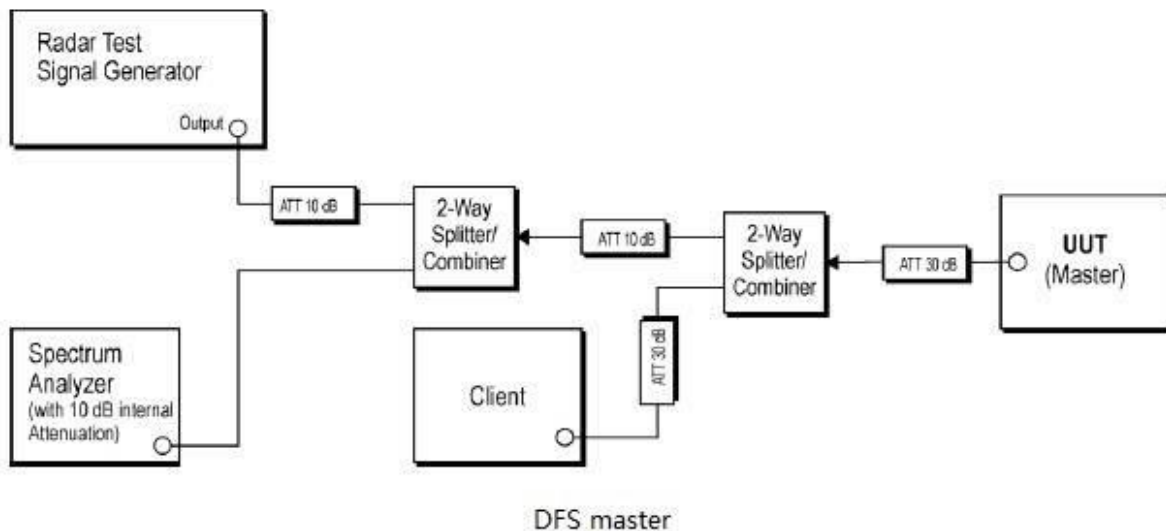 Radar Test
Signal Generator
Output
ATT 10 dB
2-Way
Splitter/
Combiner
ATT 10 dB
2-Way
Splitter/
Combiner
ATT 30 dB
UUT
(Master)
Spectrum
Analyzer
(with 10 dB internal
Attenuation)
Client
ATT 30 dB
DFS master